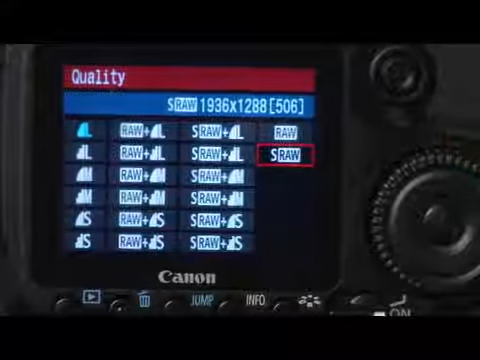 Quality
SRAW 1936x1288[506]
L RAW+L SRAW+L RAW
L RAW+L SRAW+L SRAW
M RAW+M SRAW+M
M RAW+M SRAW+M
S RAW+S SRAW+S
S RAW+S SRAW+S
Canon
JUMP INFO
ON